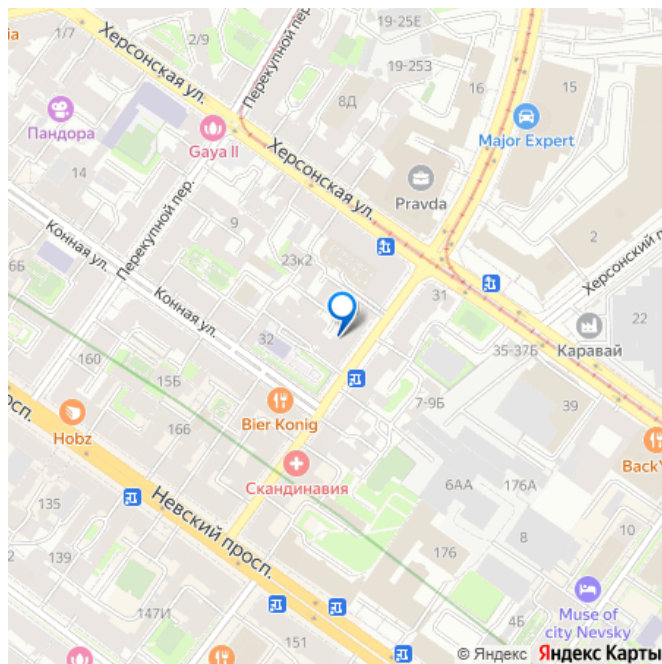 ia
1/7
2/9
19-25Е
Херсонская ул.
Перекупной пер.
19-253
16
15
8Д
Пандора
Gaya II
Major Expert
14
Херсонская ул.
Pravda
Перекупной пер.
9
2
Херсонский п
Конная ул.
6Б
23к2
31
22
Конная ул.
32
35-37Б
Каравай
160
15Б
7-9Б
39
Bier Konig
Hobz
166
BackY
Скандинавия
осп.
6АА
176А
135
Невский просп.
10
139
176
8
147И
4Б
Muse of
city Nevsky
151
© Яндекс Яндекс Карты